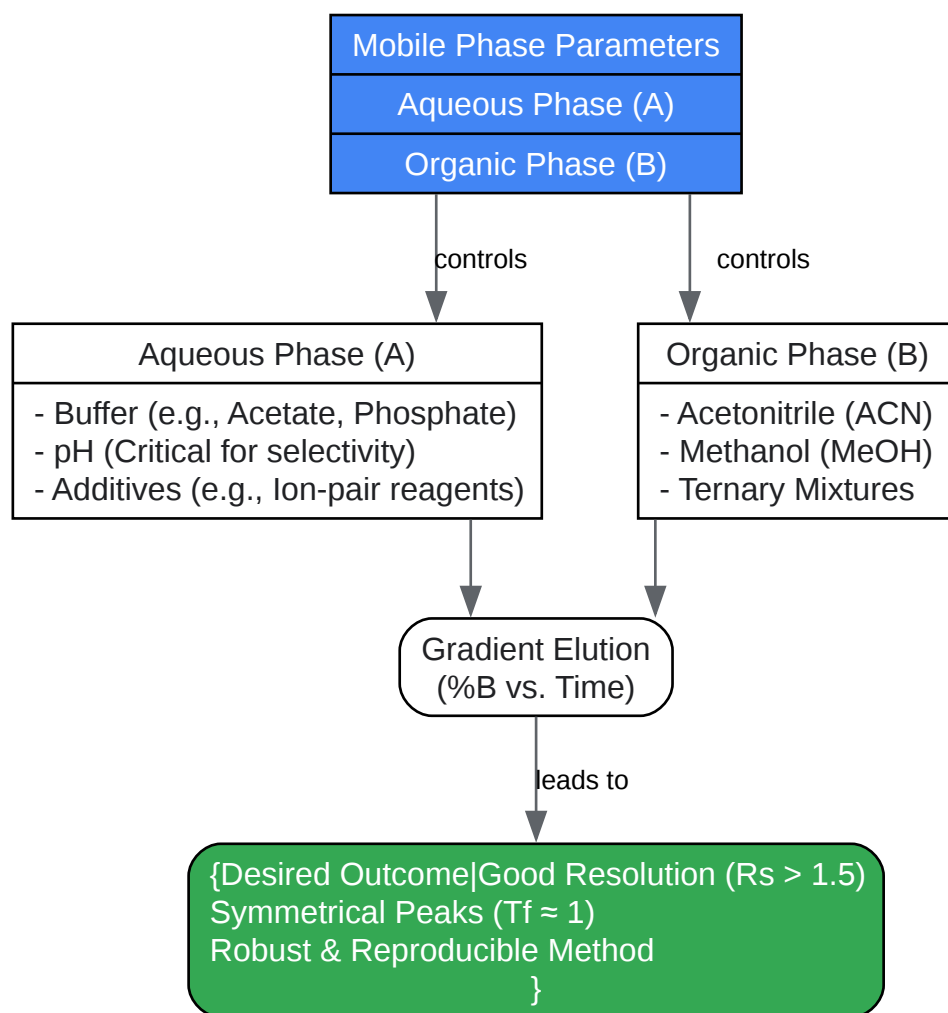 Mobile Phase Parameters
Aqueous Phase (A)
Organic Phase (B)
controls
controls
Aqueous Phase (A)
- Buffer (e.g., Acetate, Phosphate)
- pH (Critical for selectivity)
- Additives (e.g., Ion-pair reagents)
Organic Phase (B)
- Acetonitrile (ACN)
- Methanol (MeOH)
- Ternary Mixtures
Gradient Elution
(%B vs. Time)
leads to
{Desired Outcome|Good Resolution (Rs > 1.5)
Symmetrical Peaks (Tf ≈ 1)
Robust & Reproducible Method
}